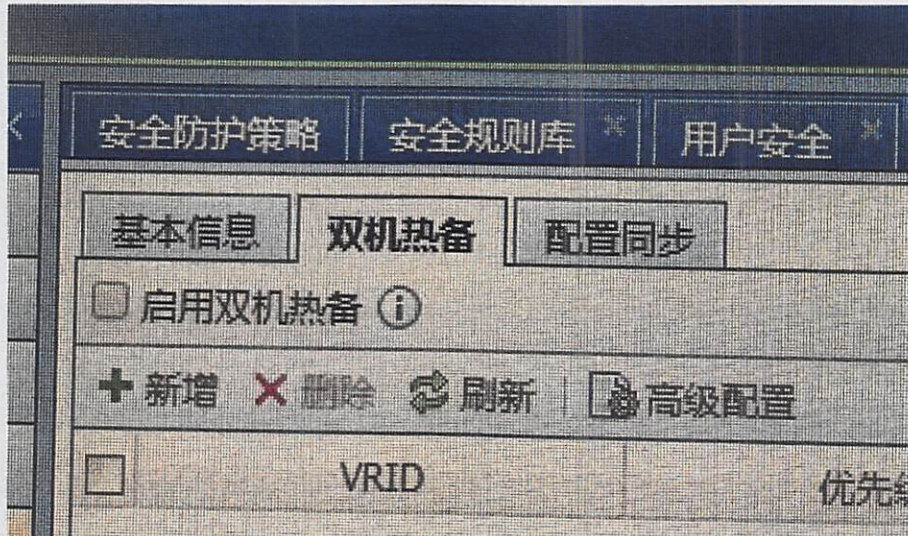 安全防护策略 安全规则库 用户安全
基本信息 双机热备 配置同步
启用双机热备
新增 删除 刷新 高级配置
VRID 优先